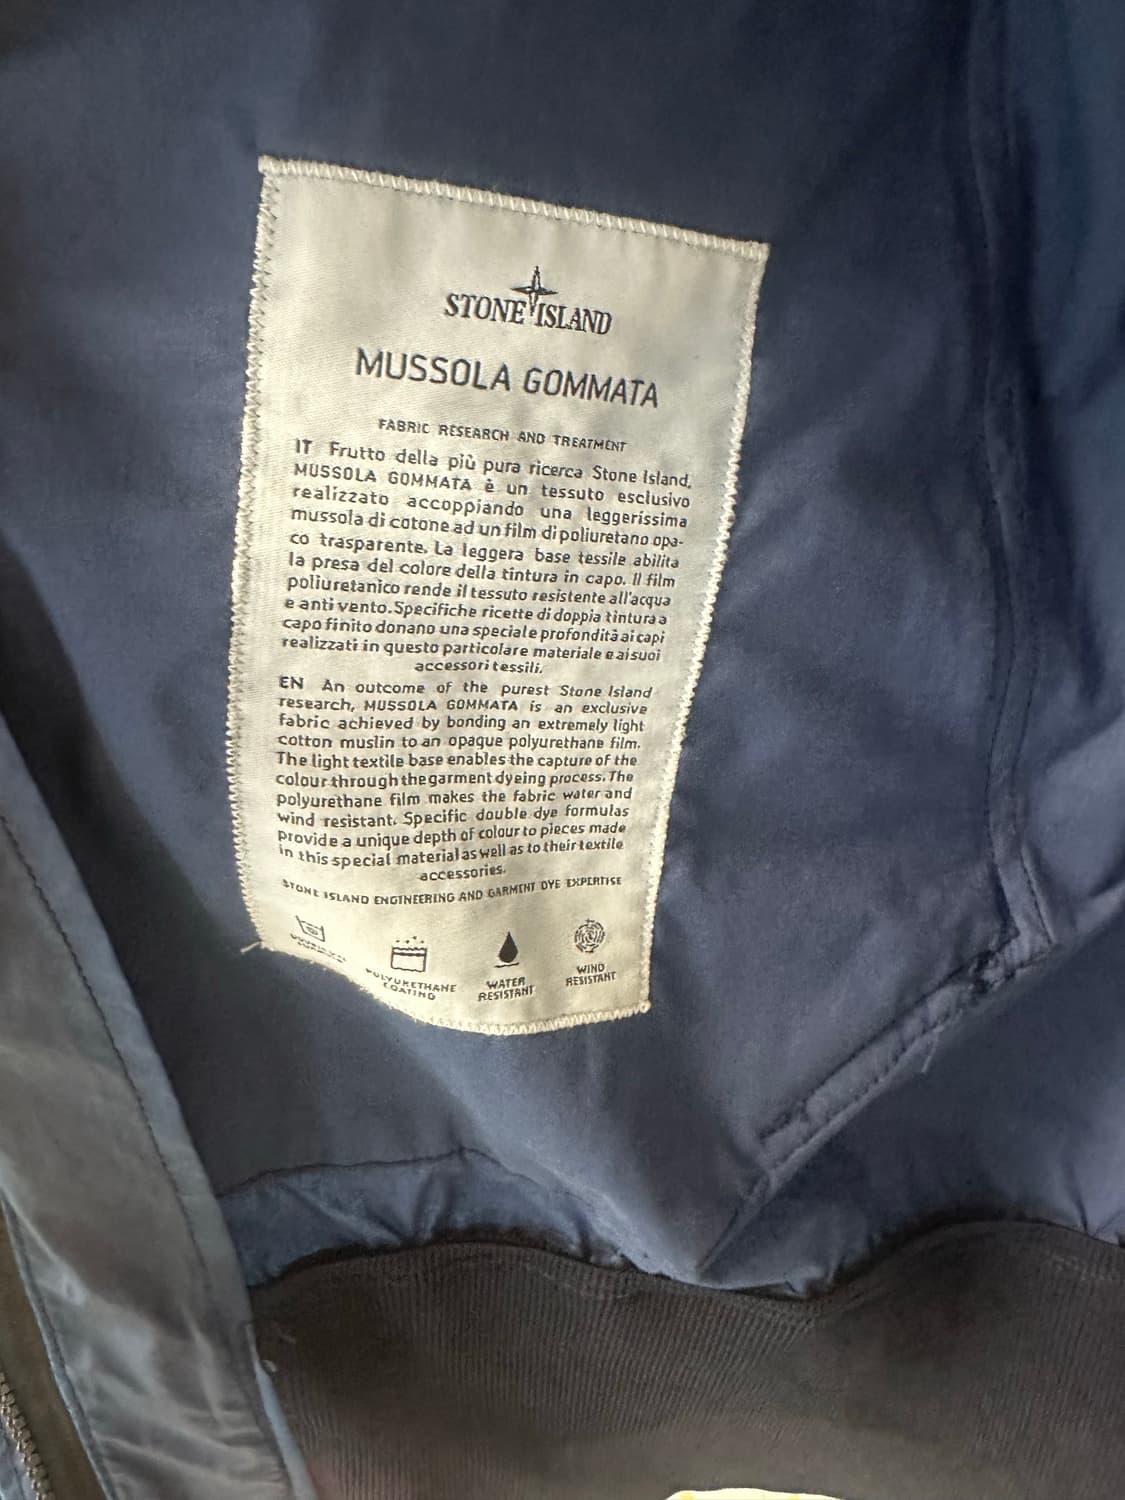 STONE ISLAND
MUSSOLA GOMMATA
FABRIC RESEARCH AND TREATMENT
IT Frutto della più pura ricerca Stone Island,
MUSSOLA GOMMATA è un tessuto esclusivo
realizzato accoppiando una leggerissima
mussola di cotone ad un film di poliuretano opa-
co trasparente. La leggera base tessile abilita
la presa del colore della tintura in capo. Il film
poliuretanico rende il tessuto resistente all'acqua
e anti vento. Specifiche ricette di doppia tintura a
capo finito donano una speciale profondità ai capi
realizzati in questo particolare materiale e ai suoi
accessori tessili.
EN An outcome of the purest Stone Island
research, MUSSOLA GOMMATA is an exclusive
fabric achieved by bonding an extremely light
cotton muslin to an opaque polyurethane film.
The light textile base enables the capture of the
colour through the garment dyeing process. The
polyurethane film makes the fabric water and
wind resistant. Specific double dye formulas
provide a unique depth of colour to pieces made
in this special material as well as to their textile
accessories.
STONE ISLAND ENGINEERING AND GARMENT DYE EXPERTISE
POLYURETHANE
COATING
WATER
RESISTANT
WIND
RESISTANT